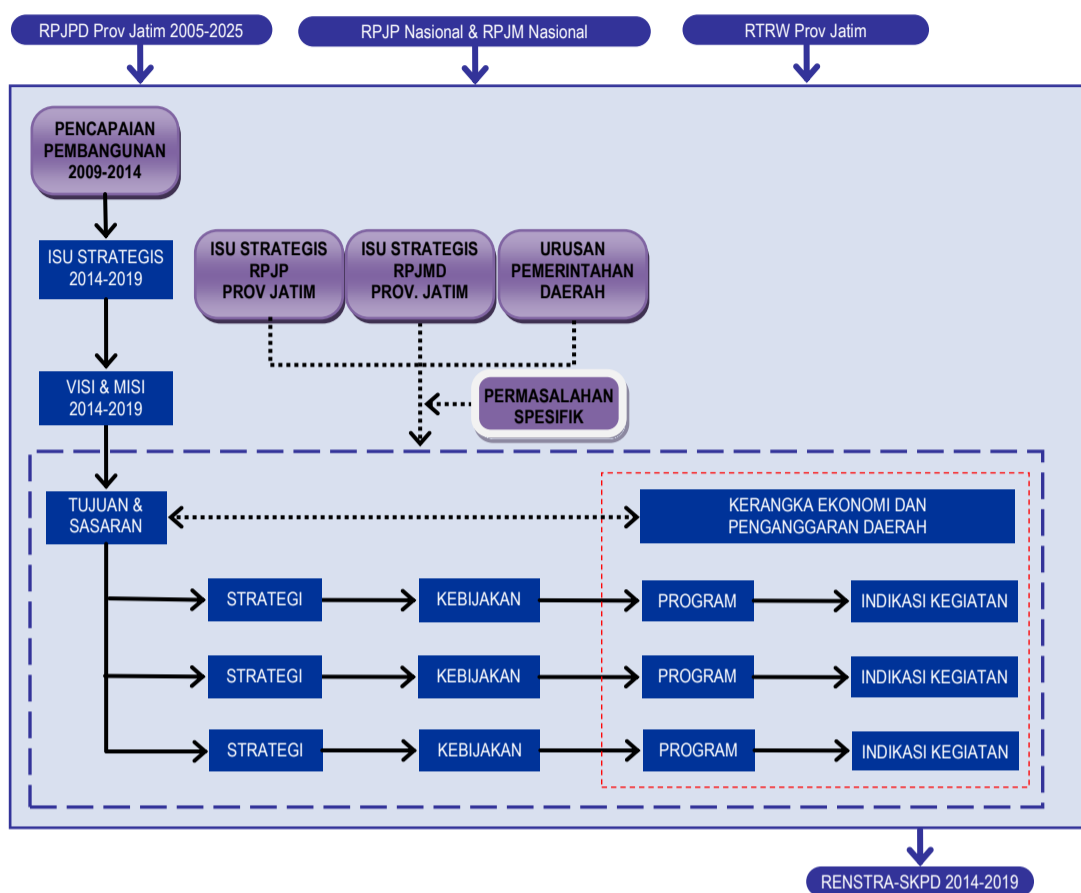 RPJPD Prov Jatim 2005-2025
RPJP Nasional & RPJM Nasional
RTRW Prov Jatim
PENCAPAIAN
PEMBANGUNAN
2009-2014
ISU STRATEGIS
2014-2019
ISU STRATEGIS
RPJP
PROV JATIM
ISU STRATEGIS
RPJMD
PROV. JATIM
URUSAN
PEMERINTAHAN
DAERAH
VISI & MISI
2014-2019
PERMASALAHAN
SPESIFIK
TUJUAN &
SASARAN
KERANGKA EKONOMI DAN
PENGANGGARAN DAERAH
STRATEGI
KEBIJAKAN
PROGRAM
INDIKASI KEGIATAN
STRATEGI
KEBIJAKAN
PROGRAM
INDIKASI KEGIATAN
STRATEGI
KEBIJAKAN
PROGRAM
INDIKASI KEGIATAN
RENSTRA-SKPD 2014-2019